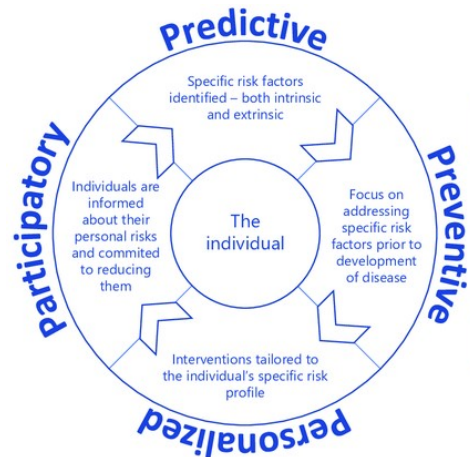 Predictive
Specific risk factors
identified – both intrinsic
and extrinsic
Preventive
Focus on
addressing
specific risk
factors prior to
development
of disease
Personalized
Interventions tailored to
the individual's specific risk
profile
Participatory
Individuals are
informed
about their
personal risks
and commited
to reducing
them
The
individual